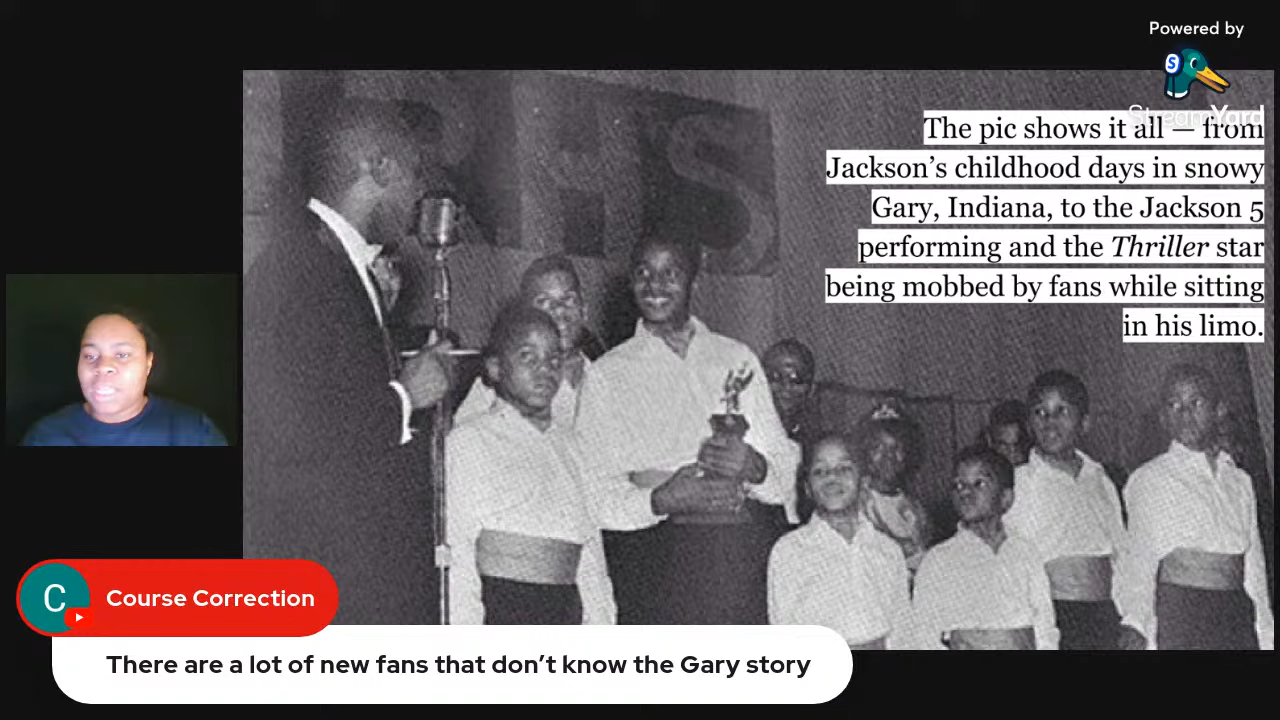 Powered by
S
StreamYard
HS
The pic shows it all — from
Jackson’s childhood days in snowy
Gary, Indiana, to the Jackson 5
performing and the Thriller star
being mobbed by fans while sitting
in his limo.
C
Course Correction
There are a lot of new fans that don’t know the Gary story